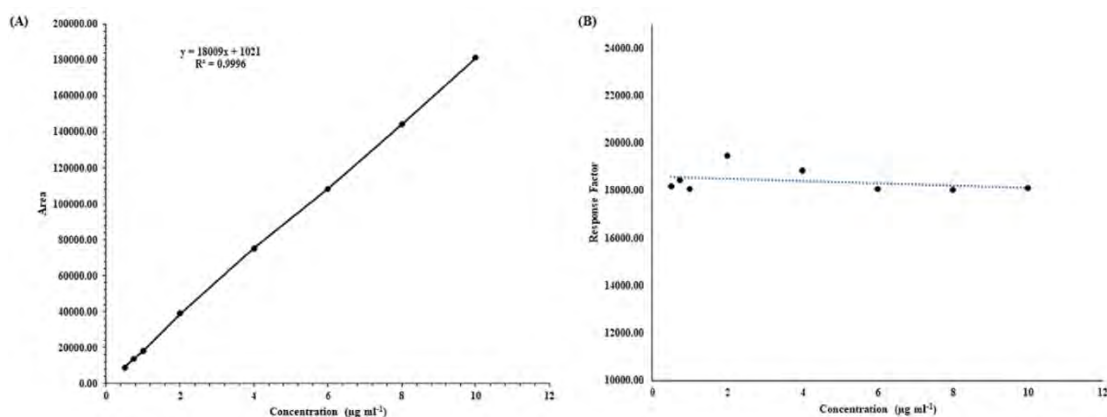 (A)
200000.00
180000.00
160000.00
140000.00
120000.00
100000.00
80000.00
60000.00
40000.00
20000.00
0.00
Area
y = 18009x + 1021
R² = 0.9996
0 2 4 6 8 10 12
Concentration (µg ml⁻¹)
(B)
24000.00
22000.00
20000.00
18000.00
16000.00
14000.00
12000.00
10000.00
Response Factor
0 2 4 6 8 10 12
Concentration (µg ml⁻¹)